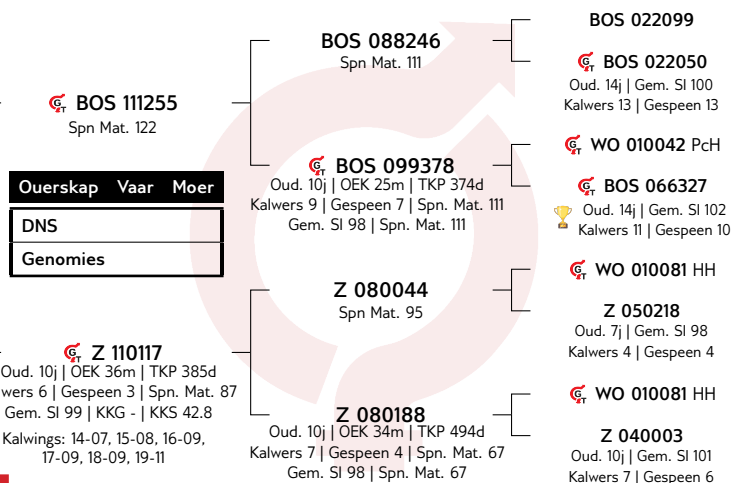 BOS 111255
Spn Mat. 122
Ouerskap Vaar Moer
DNS
Genomies
Z 110117
Oud. 10j | OEK 36m | TKP 385d
wers 6 | Gespeen 3 | Spn. Mat. 87
Gem. SI 99 | KKG - | KKS 42.8
Kalwings: 14-07, 15-08, 16-09,
17-09, 18-09, 19-11
BOS 088246
Spn Mat. 111
BOS 099378
Oud. 10j | OEK 25m | TKP 374d
Kalwers 9 | Gespeen 7 | Spn. Mat. 111
Gem. SI 98 | Spn. Mat. 111
Z 080044
Spn Mat. 95
Z 080188
Oud. 10j | OEK 34m | TKP 494d
Kalwers 7 | Gespeen 4 | Spn. Mat. 67
Gem. SI 98 | Spn. Mat. 67
BOS 022099
GT BOS 022050
Oud. 14j | Gem. SI 100
Kalwers 13 | Gespeen 13
GT WO 010042 PcH
GT BOS 066327
Oud. 14j | Gem. SI 102
Kalwers 11 | Gespeen 10
GT WO 010081 HH
Z 050218
Oud. 7j | Gem. SI 98
Kalwers 4 | Gespeen 4
GT WO 010081 HH
Z 040003
Oud. 10j | Gem. SI 101
Kalwers 7 | Gespeen 6